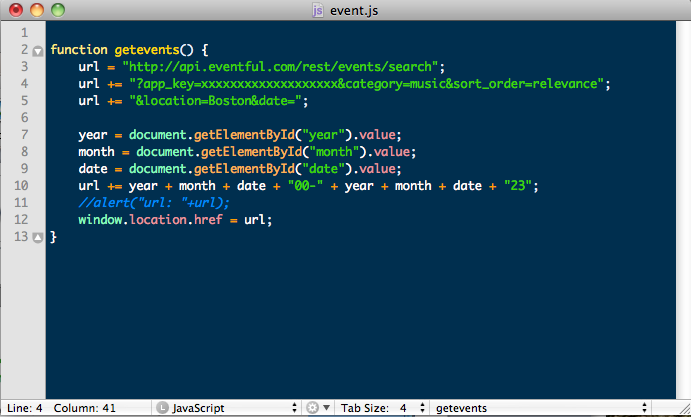 event.js
1
2 function getevents() {
3 url = "http://api.eventful.com/rest/events/search";
4 url += "?app_key=xxxxxxxxxxxxxxxxxxx&category=music&sort_order=relevance";
5 url += "&location=Boston&date=";
6
7 year = document.getElementById("year").value;
8 month = document.getElementById("month").value;
9 date = document.getElementById("date").value;
10 url += year + month + date + "00-" + year + month + date + "23";
11 //alert("url: "+url);
12 window.location.href = url;
13 }
Line: 4 Column: 41 L JavaScript Tab Size: 4 getevents